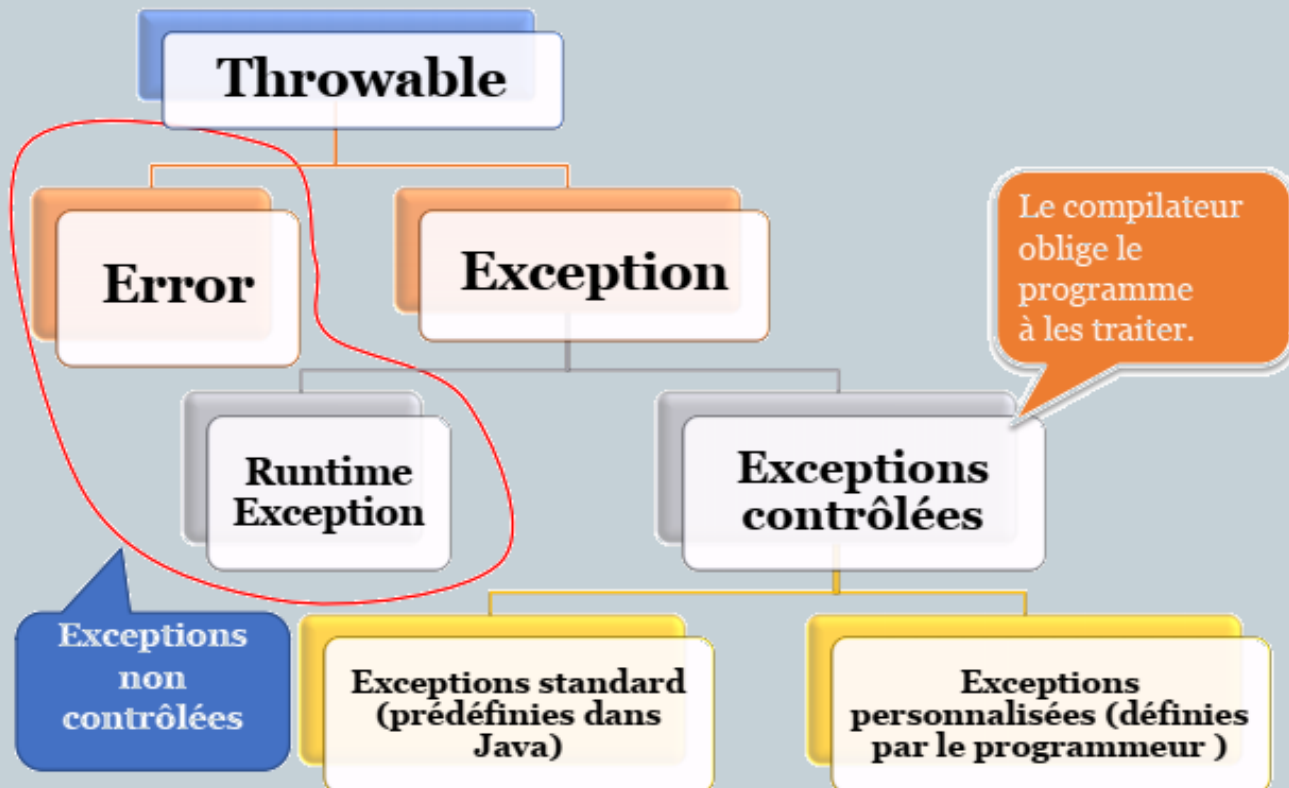 Throwable
Error
Exception
Le compilateur
oblige le
programme
à les traiter.
Runtime
Exception
Exceptions
contrôlées
Exceptions
non
contrôlées
Exceptions standard
(prédéfinies dans
Java)
Exceptions
personnalisées (définies
par le programmeur )